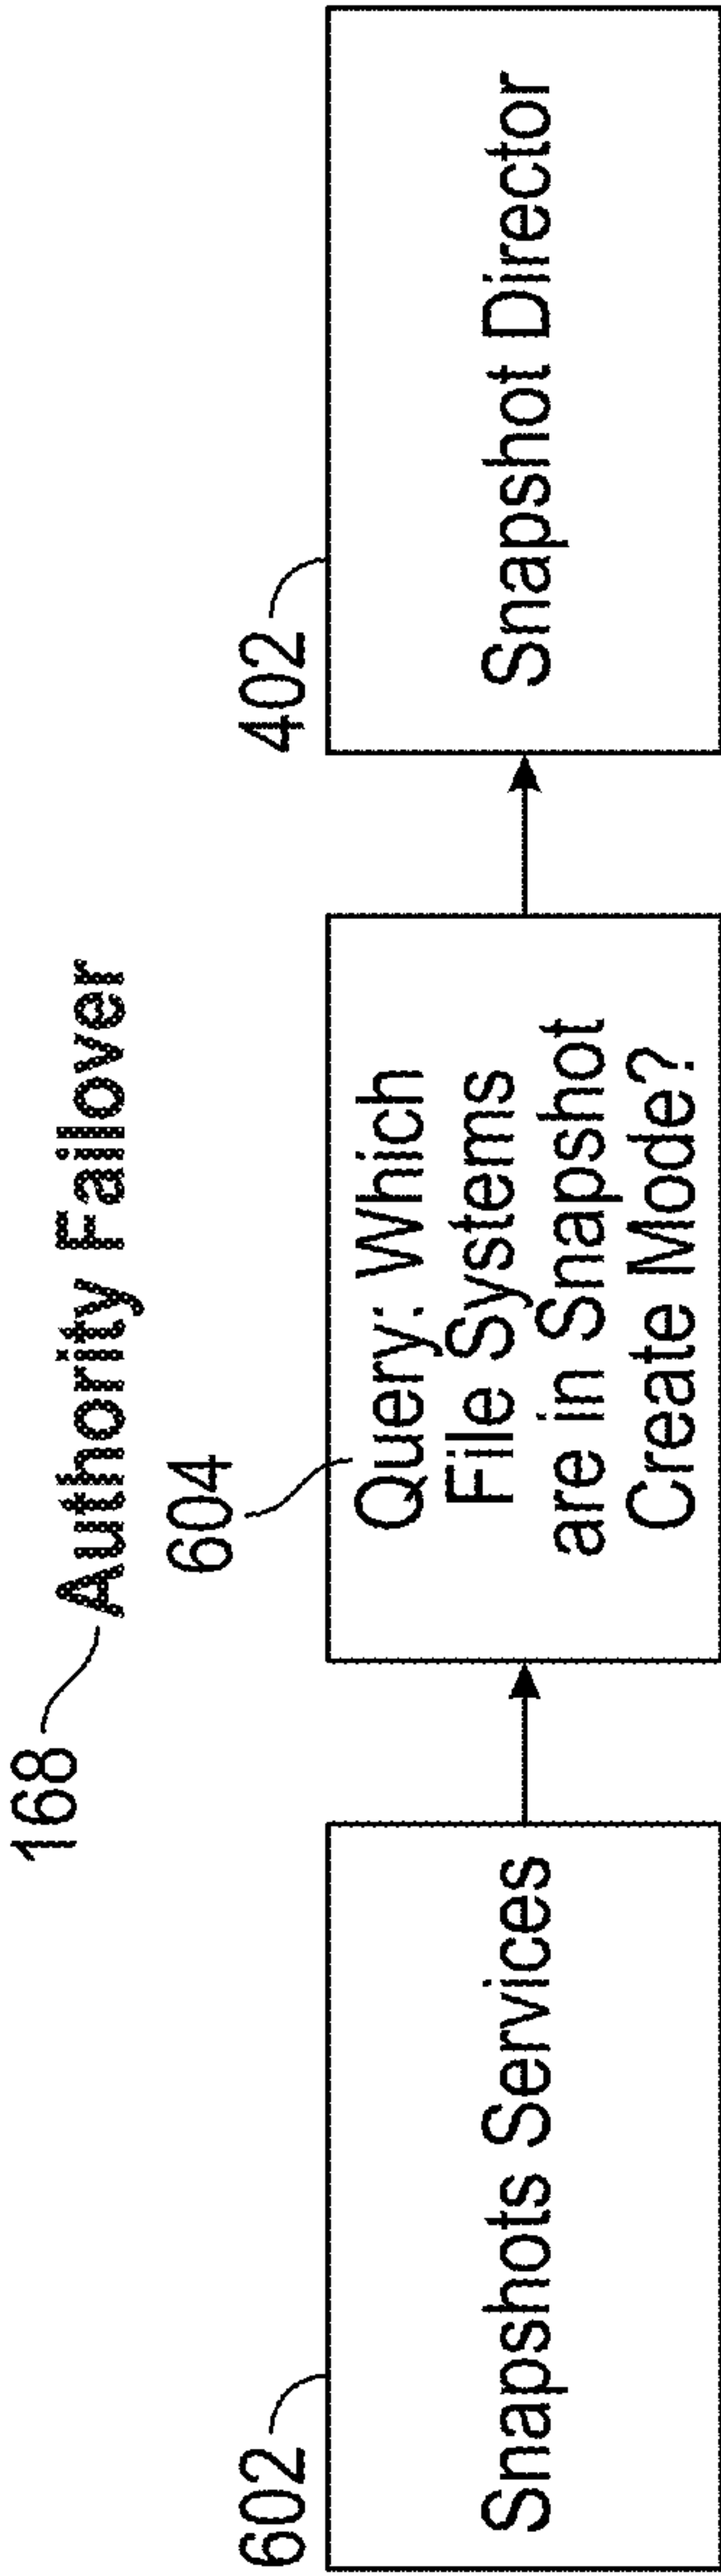 168
Authority Failover
602
Snapshots Services
604
Query: Which
File Systems
are in Snapshot
Create Mode?
402
Snapshot Director